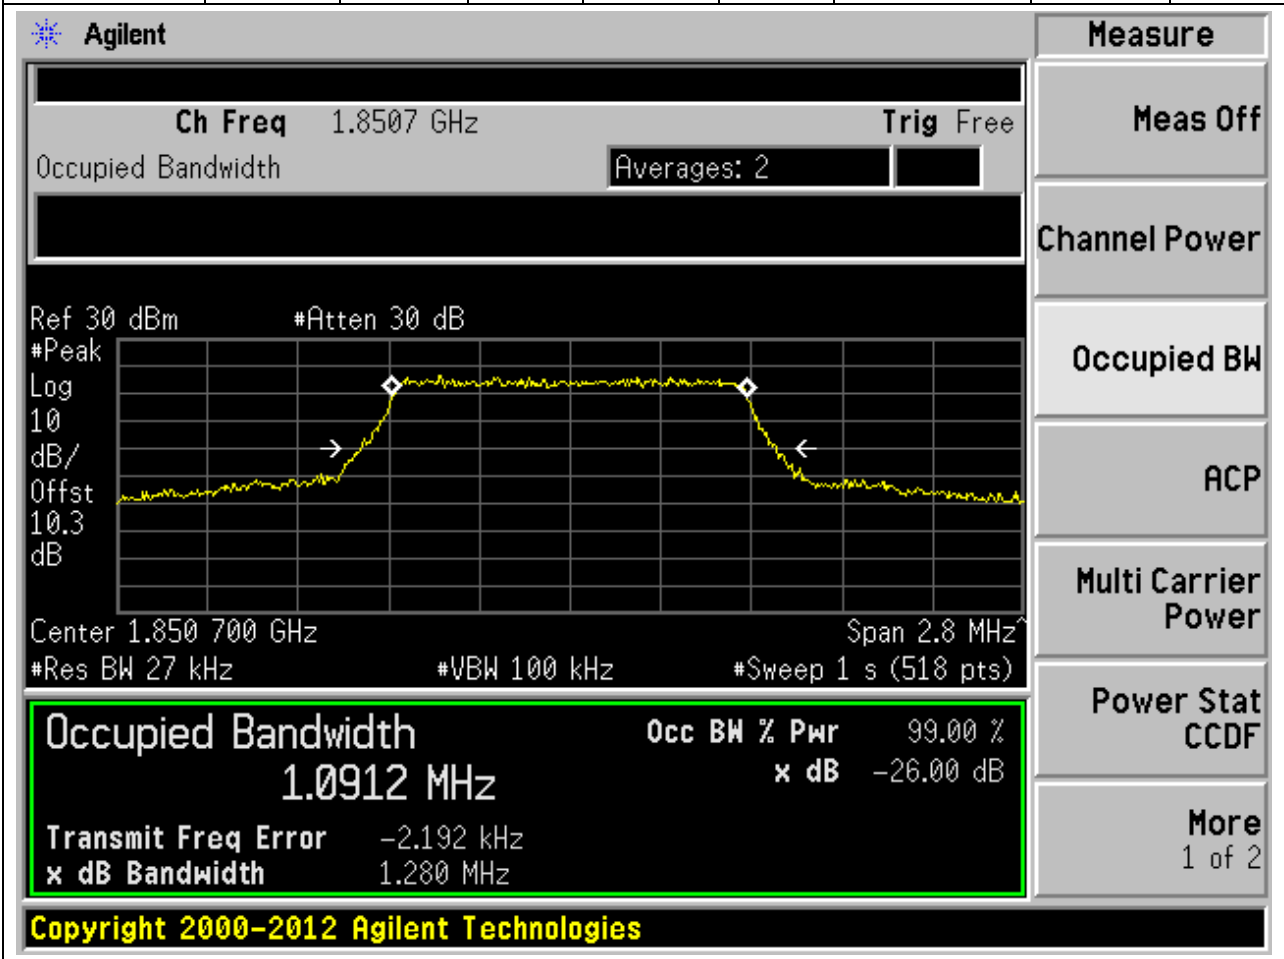 Agilent
Measure
Ch Freq 1.8507 GHz Trig Free
Occupied Bandwidth Averages: 2
Meas Off
Channel Power
Occupied BW
ACP
Multi Carrier
Power
Power Stat
CCDF
More
1 of 2
Ref 30 dBm #Atten 30 dB
#Peak
Log
10
dB/
Offst
10.3
dB
Center 1.850 700 GHz Span 2.8 MHz^
#Res BW 27 kHz #VBW 100 kHz #Sweep 1 s (518 pts)
Occupied Bandwidth Occ BW % Pwr 99.00 %
1.0912 MHz x dB -26.00 dB
Transmit Freq Error -2.192 kHz
x dB Bandwidth 1.280 MHz
Copyright 2000-2012 Agilent Technologies